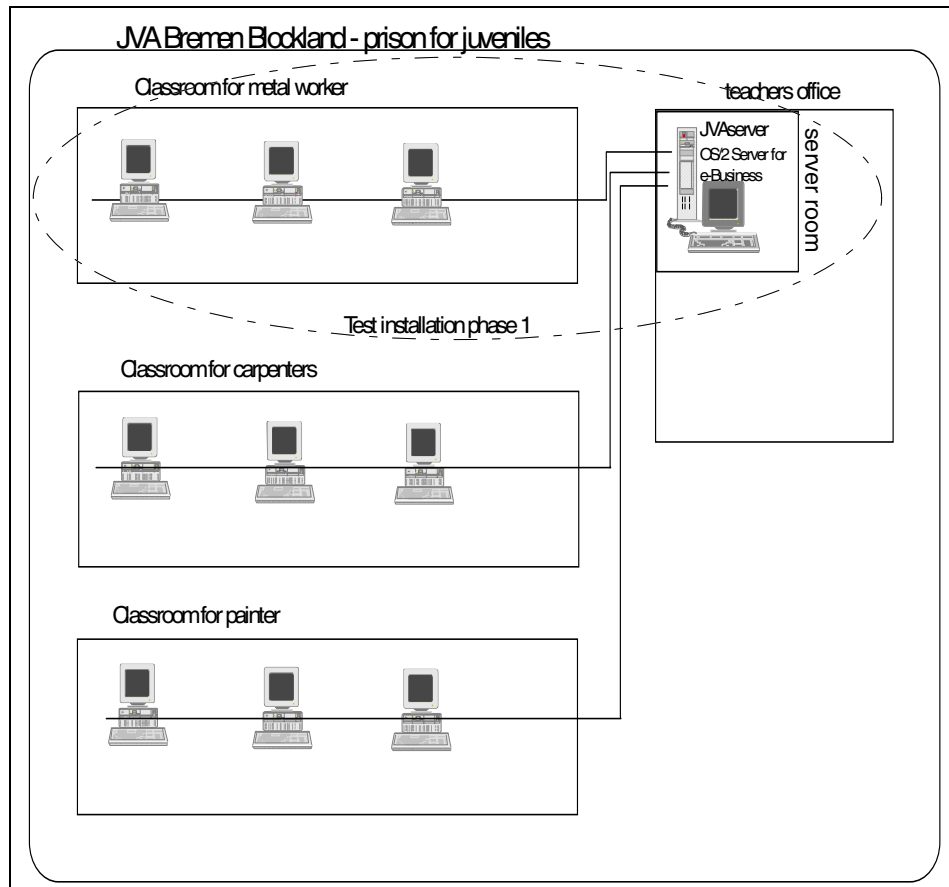 JVA Bremen Blockland - prison for juveniles
Classroom for metal worker
teachers office
JVAserver
OS/2 Server for
e-Business
server room
Test installation phase 1
Classroom for carpenters
Classroom for painter